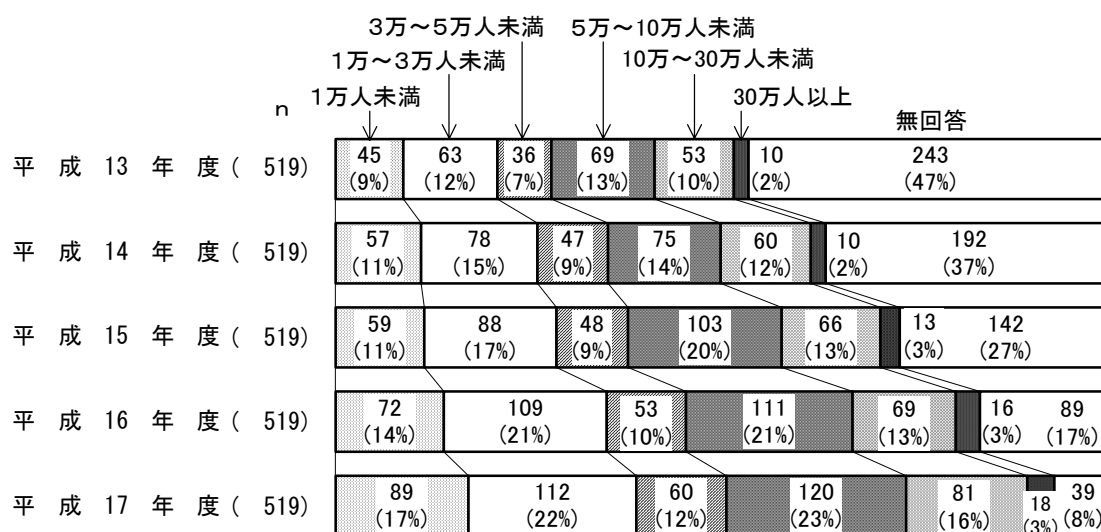 3万～5万人未満 5万～10万人未満
1万～3万人未満 10万～30万人未満
n 1万人未満 30万人以上
無回答
平成13年度( 519) 45 63 36 69 53 10 243
(9%) (12%) (7%) (13%) (10%) (2%) (47%)
平成14年度( 519) 57 78 47 75 60 10 192
(11%) (15%) (9%) (14%) (12%) (2%) (37%)
平成15年度( 519) 59 88 48 103 66 13 142
(11%) (17%) (9%) (20%) (13%) (3%) (27%)
平成16年度( 519) 72 109 53 111 69 16 89
(14%) (21%) (10%) (21%) (13%) (3%) (17%)
平成17年度( 519) 89 112 60 120 81 18 39
(17%) (22%) (12%) (23%) (16%) (3%) (8%)